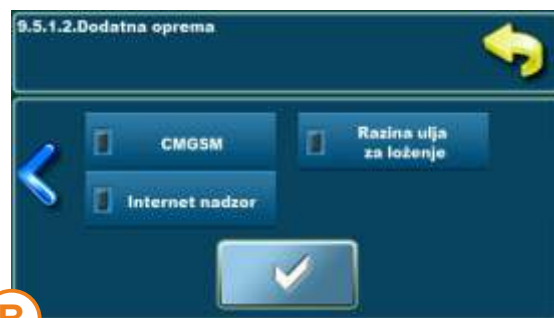 9.5.1.2.Dodatna oprema
CMGSM
Razina ulja
za loženje
Internet nadzor
B